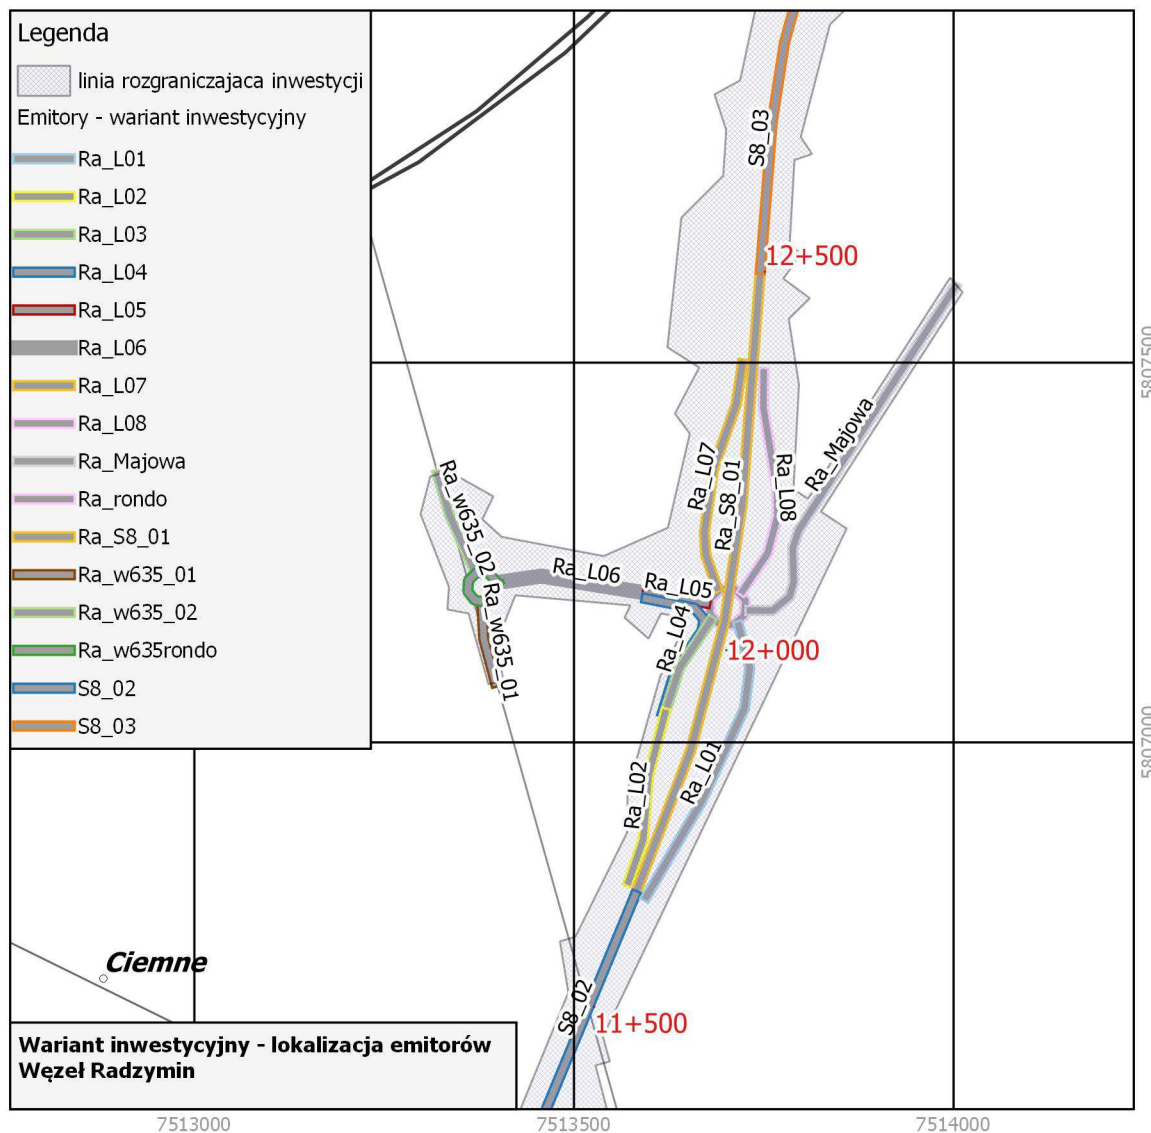 Legenda
linia rozgraniczajaca inwestycji
Emitory - wariant inwestycyjny
Ra_L01
Ra_L02
Ra_L03
Ra_L04
Ra_L05
Ra_L06
Ra_L07
Ra_L08
Ra_Majowa
Ra_rondo
Ra_S8_01
Ra_w635_01
Ra_w635_02
Ra_w635rondo
S8_02
S8_03
S8_03
12+500
Ra_Majowa
Ra_L07
Ra_S8_01
Ra_L08
Ra_w635_02
Ra_L06
Ra_L05
Ra_w635_01
Ra_L04
12+000
Ra_L02
Ra_L01
Ciemne
S8_02
11+500
Wariant inwestycyjny - lokalizacja emitorów
Węzeł Radzymin
5807500
5807000
7513000
7513500
7514000